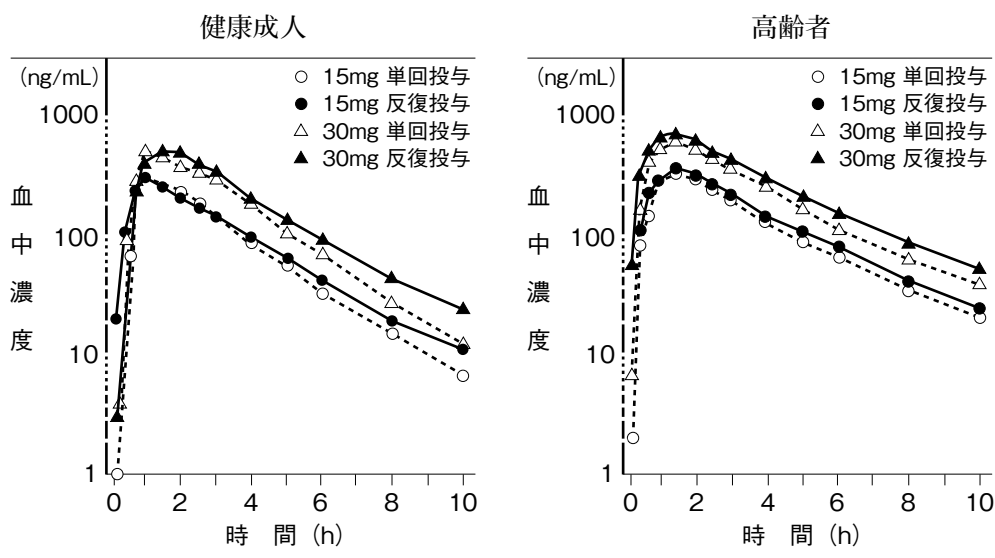 健康成人
(ng/mL)
○ 15mg 単回投与
● 15mg 反復投与
△ 30mg 単回投与
▲ 30mg 反復投与
1000
100
10
1
血中濃度
0 2 4 6 8 10
時 間 (h)
高齢者
(ng/mL)
○ 15mg 単回投与
● 15mg 反復投与
△ 30mg 単回投与
▲ 30mg 反復投与
1000
100
10
1
血中濃度
0 2 4 6 8 10
時 間 (h)